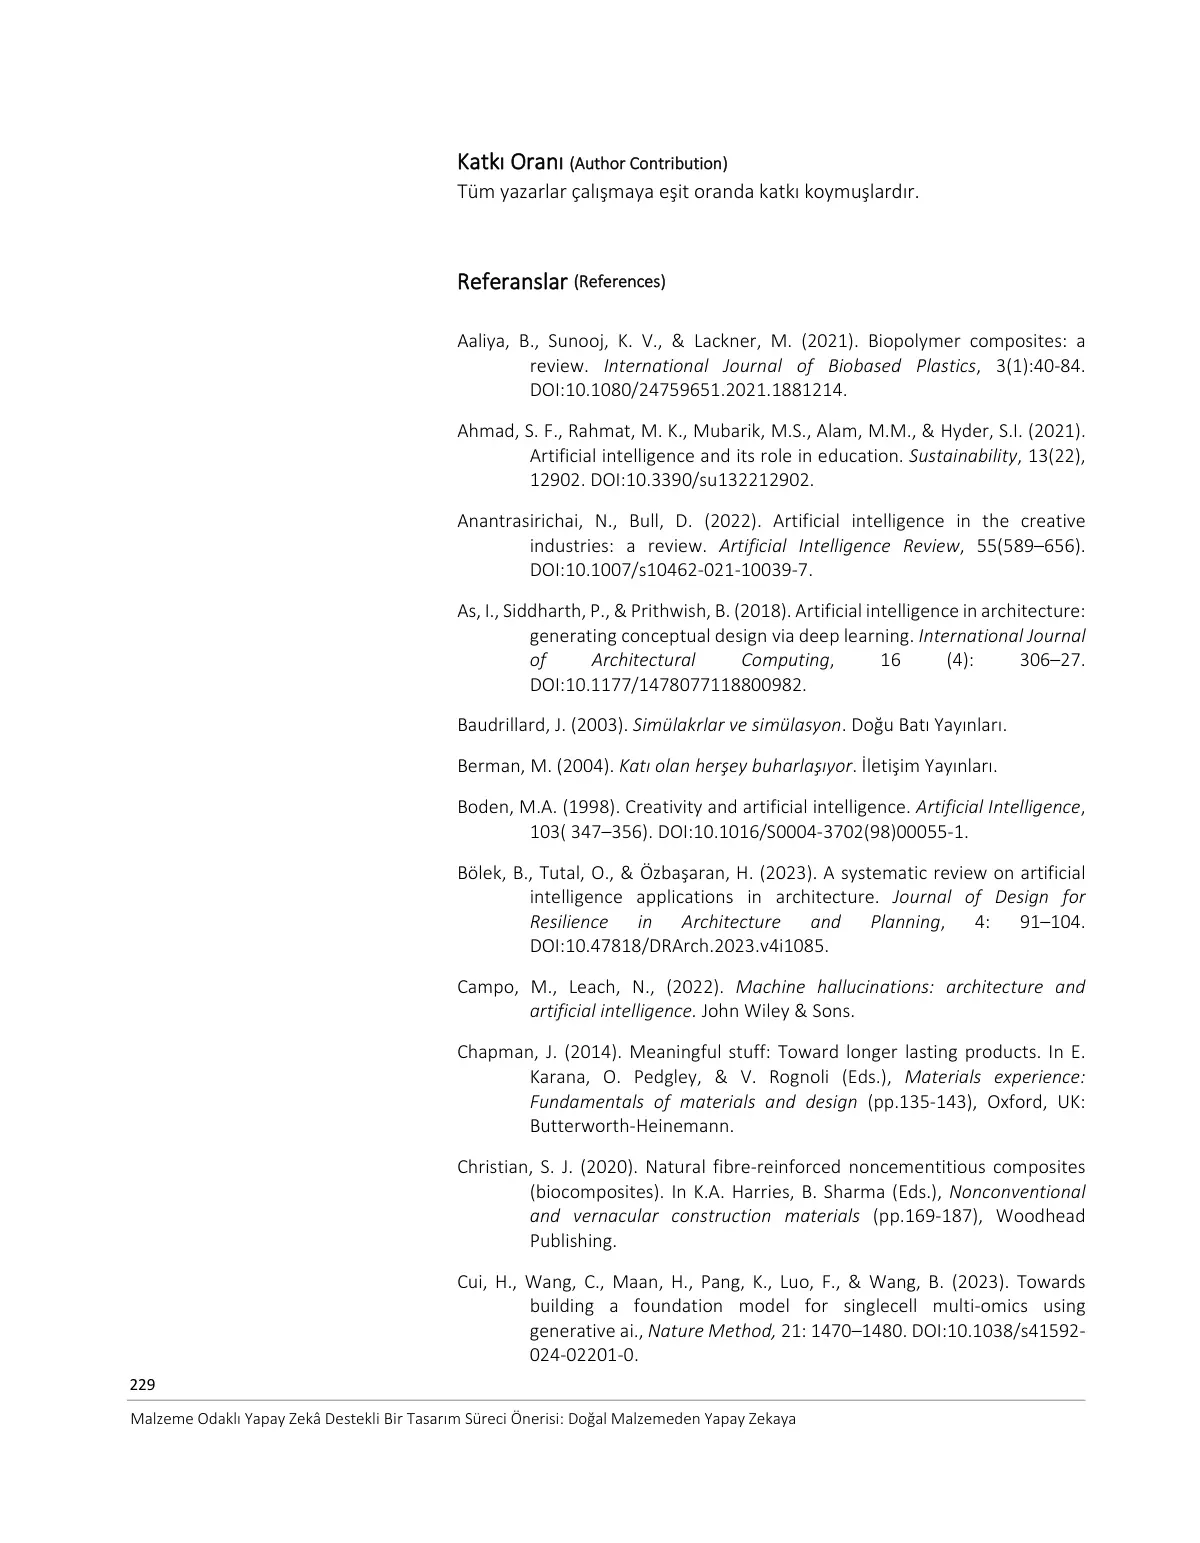 Katkı Oranı (Author Contribution)
Tüm yazarlar çalışmaya eşit oranda katkı koymuşlardır.
Referanslar (References)
Aaliya, B., Sunooj, K. V., & Lackner, M. (2021). Biopolymer composites: a
review. International Journal of Biobased Plastics, 3(1):40-84.
DOI:10.1080/24759651.2021.1881214.
Ahmad, S. F., Rahmat, M. K., Mubarik, M.S., Alam, M.M., & Hyder, S.I. (2021).
Artificial intelligence and its role in education. Sustainability, 13(22),
12902. DOI:10.3390/su132212902.
Anantrasirichai, N., Bull, D. (2022). Artificial intelligence in the creative
industries: a review. Artificial Intelligence Review, 55(589–656).
DOI:10.1007/s10462-021-10039-7.
As, I., Siddharth, P., & Prithwish, B. (2018). Artificial intelligence in architecture:
generating conceptual design via deep learning. International Journal
of Architectural Computing, 16 (4): 306–27.
DOI:10.1177/1478077118800982.
Baudrillard, J. (2003). Simülakrlar ve simülasyon. Doğu Batı Yayınları.
Berman, M. (2004). Katı olan herşey buharlaşıyor. İletişim Yayınları.
Boden, M.A. (1998). Creativity and artificial intelligence. Artificial Intelligence,
103( 347–356). DOI:10.1016/S0004-3702(98)00055-1.
Bölek, B., Tutal, O., & Özbaşaran, H. (2023). A systematic review on artificial
intelligence applications in architecture. Journal of Design for
Resilience in Architecture and Planning, 4: 91–104.
DOI:10.47818/DRArch.2023.v4i1085.
Campo, M., Leach, N., (2022). Machine hallucinations: architecture and
artificial intelligence. John Wiley & Sons.
Chapman, J. (2014). Meaningful stuff: Toward longer lasting products. In E.
Karana, O. Pedgley, & V. Rognoli (Eds.), Materials experience:
Fundamentals of materials and design (pp.135-143), Oxford, UK:
Butterworth-Heinemann.
Christian, S. J. (2020). Natural fibre-reinforced noncementitious composites
(biocomposites). In K.A. Harries, B. Sharma (Eds.), Nonconventional
and vernacular construction materials (pp.169-187), Woodhead
Publishing.
Cui, H., Wang, C., Maan, H., Pang, K., Luo, F., & Wang, B. (2023). Towards
building a foundation model for singlecell multi-omics using
generative ai., Nature Method, 21: 1470–1480. DOI:10.1038/s41592-
024-02201-0.
229
Malzeme Odaklı Yapay Zekâ Destekli Bir Tasarım Süreci Önerisi: Doğal Malzemeden Yapay Zekaya